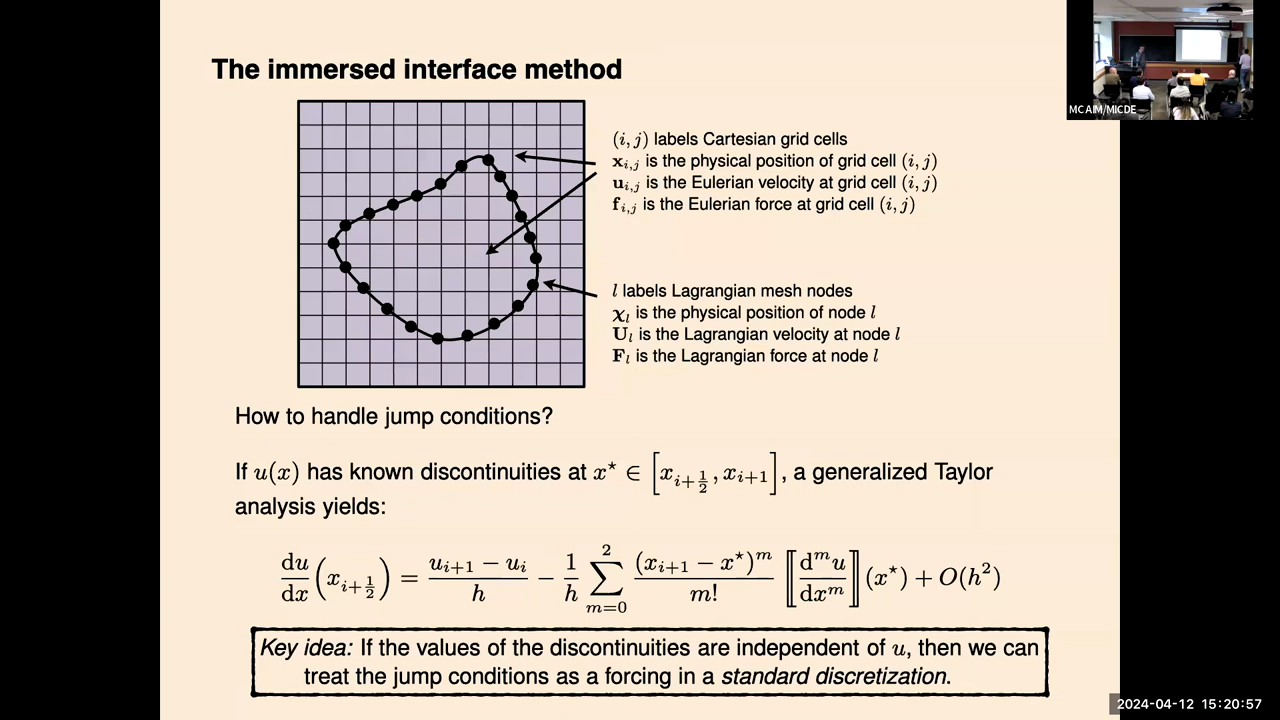 The immersed interface method
MCAIM/MICDE
(i, j) labels Cartesian grid cells
x_{i,j} is the physical position of grid cell (i, j)
u_{i,j} is the Eulerian velocity at grid cell (i, j)
f_{i,j} is the Eulerian force at grid cell (i, j)
l labels Lagrangian mesh nodes
χ_l is the physical position of node l
U_l is the Lagrangian velocity at node l
F_l is the Lagrangian force at node l
How to handle jump conditions?
If u(x) has known discontinuities at x^⋆ ∈ [x_{i+1/2}, x_{i+1}], a generalized Taylor
analysis yields:
du/dx (x_{i+1/2}) = (u_{i+1} − u_i)/h − 1/h ∑_{m=0}^{2} (x_{i+1} − x^⋆)^m/m! ⟦d^m u/dx^m⟧(x^⋆) + O(h^2)
Key idea: If the values of the discontinuities are independent of u, then we can
treat the jump conditions as a forcing in a standard discretization.
2024-04-12 15:20:57